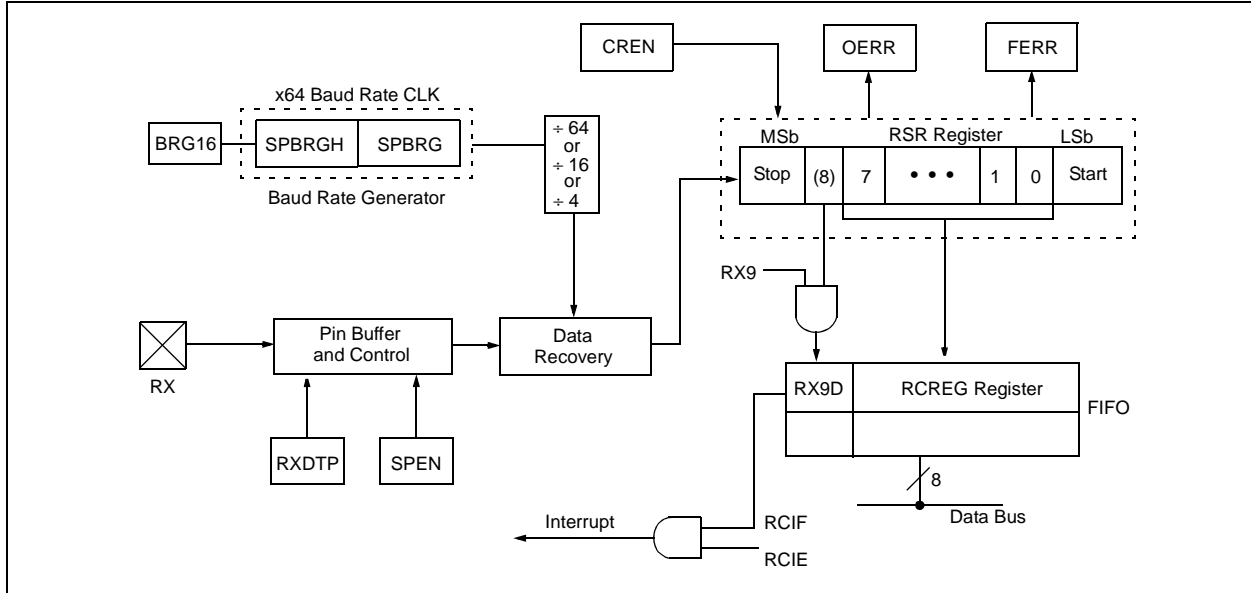 CREN
OERR
FERR
x64 Baud Rate CLK
BRG16
SPBRGH
SPBRG
Baud Rate Generator
÷ 64
or
÷ 16
or
÷ 4
MSb
RSR Register
LSb
Stop
(8)
7
• • •
1
0
Start
RX9
RX
Pin Buffer
and Control
Data
Recovery
RXDTP
SPEN
RX9D
RCREG Register
FIFO
8
Data Bus
Interrupt
RCIF
RCIE